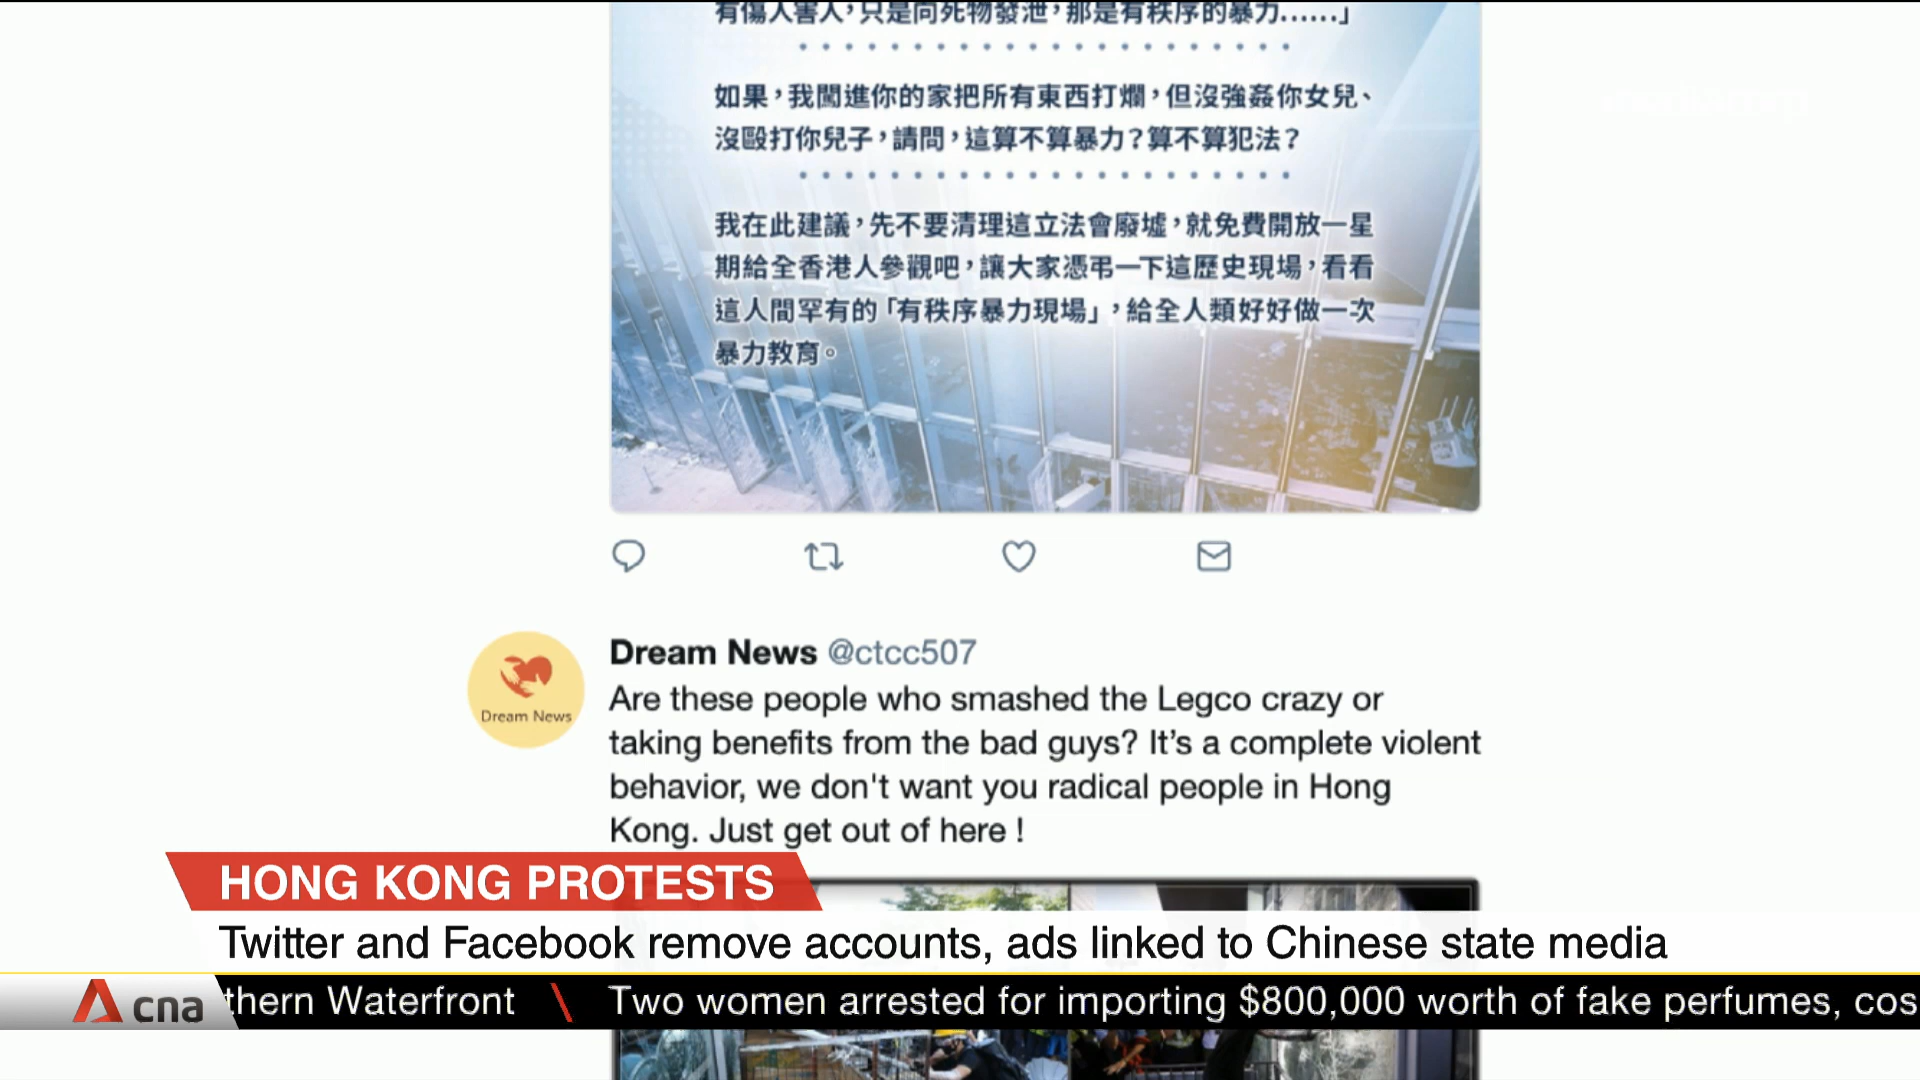 有傷人害人，只是向死物發泄，那是有秩序的暴力……」
如果，我闖進你的家把所有東西打爛，但沒強姦你女兒、
沒毆打你兒子，請問，這算不算暴力？算不算犯法？
我在此建議，先不要清理這立法會廢墟，就免費開放一星
期給全香港人參觀吧，讓大家憑弔一下這歷史現場，看看
這人間罕有的「有秩序暴力現場」，給全人類好好做一次
暴力教育。
Dream News @ctcc507
Dream News
Are these people who smashed the Legco crazy or
taking benefits from the bad guys? It's a complete violent
behavior, we don't want you radical people in Hong
Kong. Just get out of here !
HONG KONG PROTESTS
Twitter and Facebook remove accounts, ads linked to Chinese state media
cna
thern Waterfront \ Two women arrested for importing $800,000 worth of fake perfumes, cos